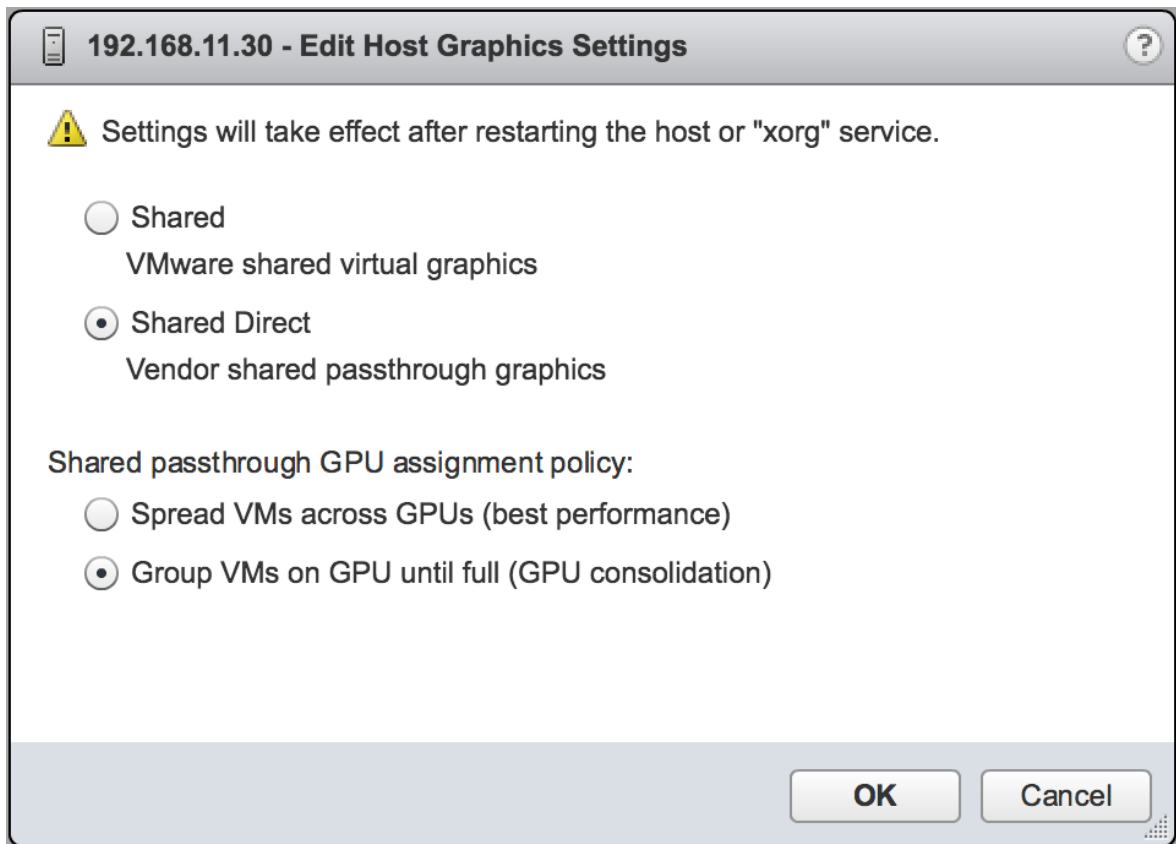 192.168.11.30 - Edit Host Graphics Settings
?
Settings will take effect after restarting the host or "xorg" service.
Shared
VMware shared virtual graphics
Shared Direct
Vendor shared passthrough graphics
Shared passthrough GPU assignment policy:
Spread VMs across GPUs (best performance)
Group VMs on GPU until full (GPU consolidation)
OK Cancel